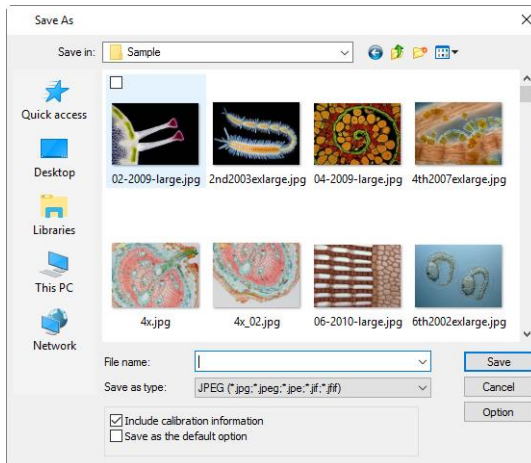 Save As
Save in: Sample
Quick access
Desktop
Libraries
This PC
Network
02-2009-large.jpg 2nd2003exlarge.jpg 04-2009-large.jpg 4th2007exlarge.jpg
4x.jpg 4x_02.jpg 06-2010-large.jpg 6th2002exlarge.jpg
File name: Save
Save as type: JPEG (*.jpg;*.jpeg;*.jpe;*.jif;*.jfif) Cancel
Option
Include calibration information
Save as the default option